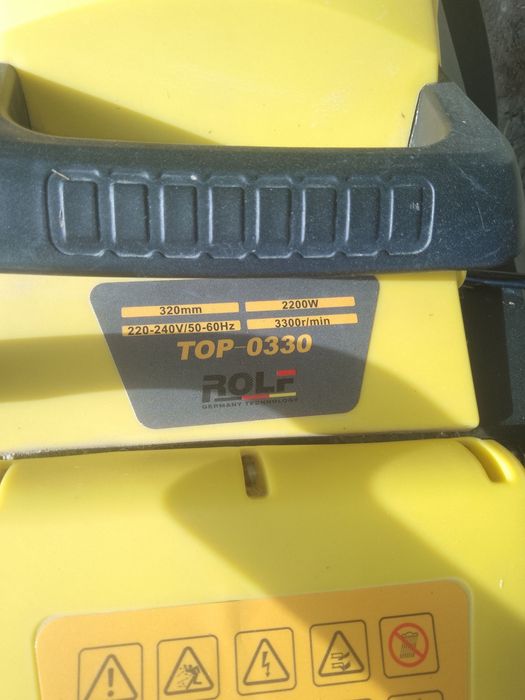 320mm
2200W
220-240V/50-60Hz
3300r/min
TOP-0330
ROLF
GERMANY TECHNOLOGY